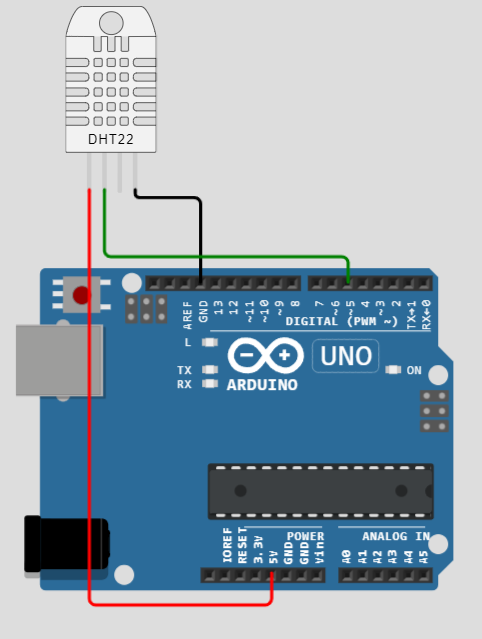 DHT22
AREF
GND
13
12
~11
~10
~9
8
7
~6
~5
4
~3
2
TX→1
RX←0
DIGITAL (PWM ~)
L
TX
RX
UNO
ARDUINO
ON
IOREF
RESET
3.3V
5V
GND
GND
Vin
POWER
ANALOG IN
A0
A1
A2
A3
A4
A5